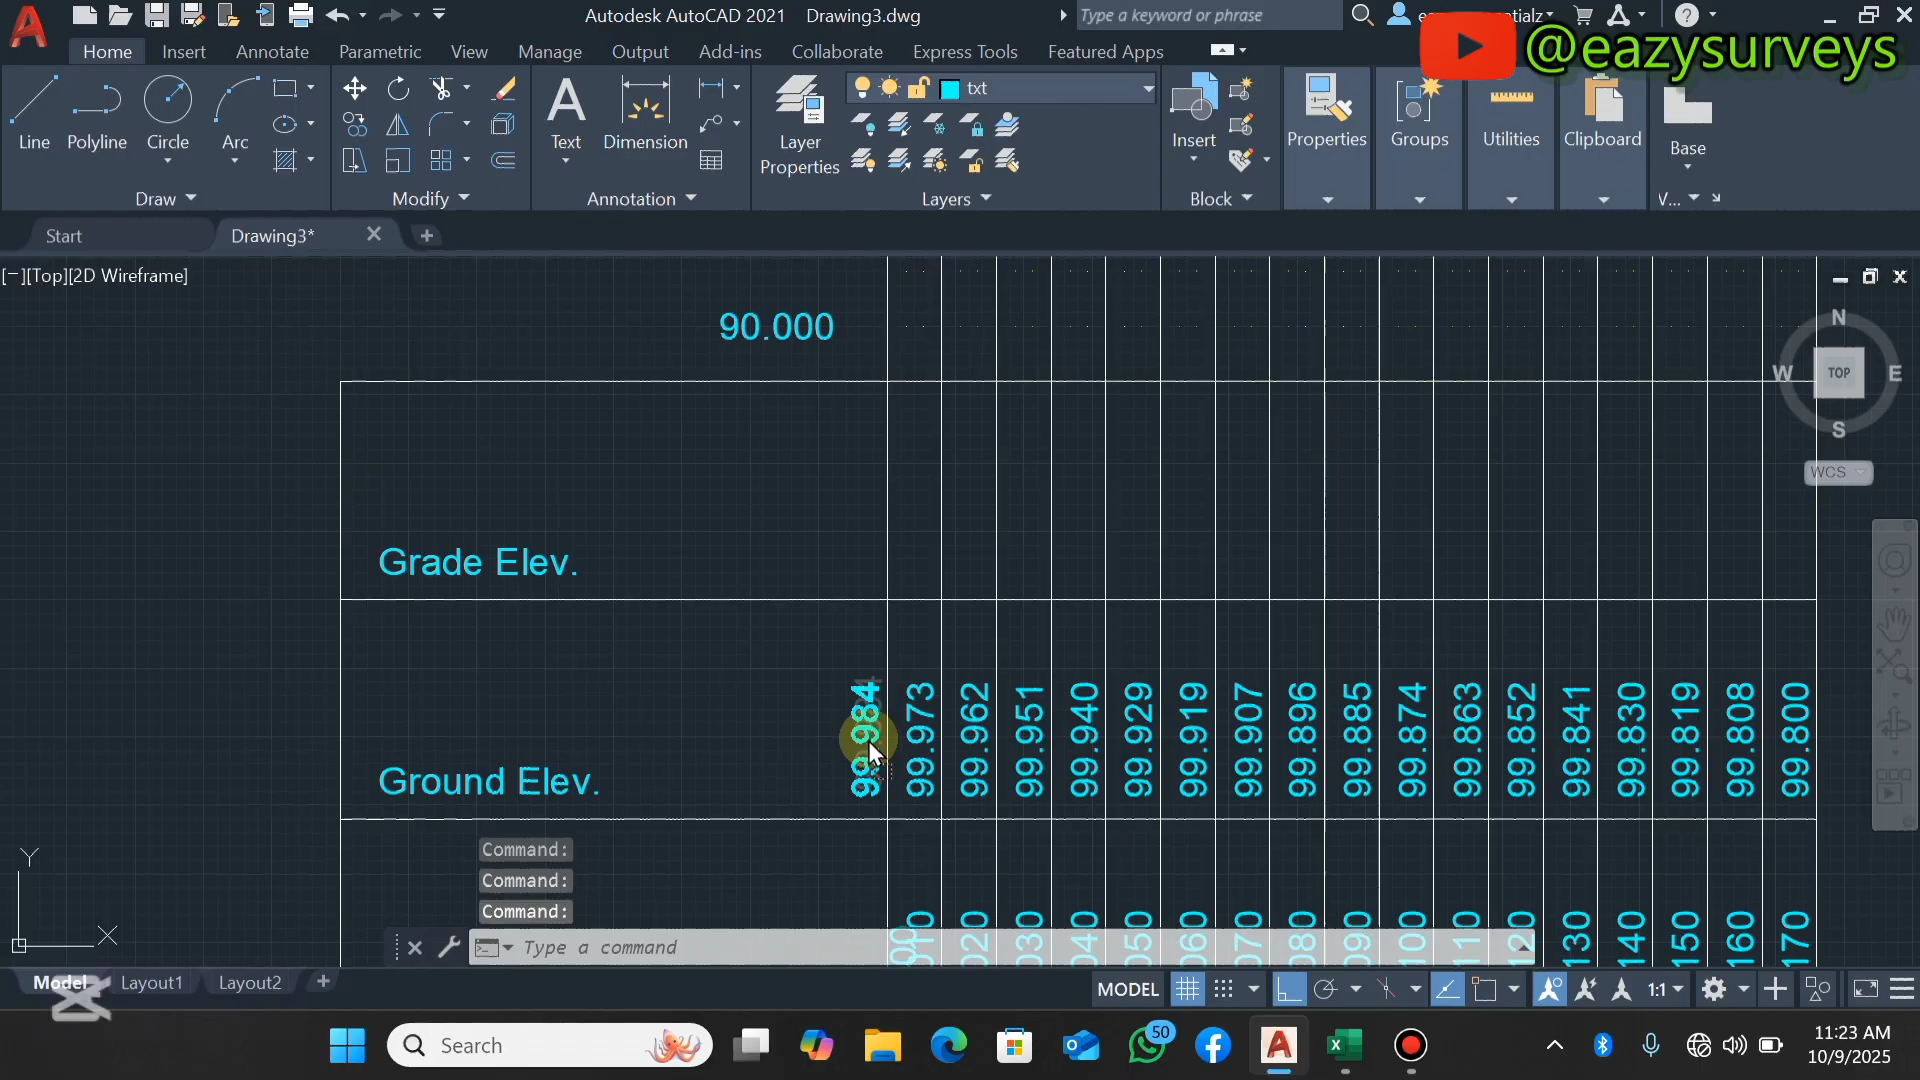 Autodesk AutoCAD 2021 Drawing3.dwg
Type a keyword or phrase
@eazysurveys
Home Insert Annotate Parametric View Manage Output Add-ins Collaborate Express Tools Featured Apps
txt
Line Polyline Circle Arc
Text Dimension
Layer Properties
Insert
Properties Groups Utilities Clipboard
Base
Draw Modify Annotation Layers Block V...
Start Drawing3*
[−][Top][2D Wireframe]
N
W TOP E
S
WCS
90.000
Grade Elev.
Ground Elev.
99.984 99.973 99.962 99.951 99.940 99.929 99.919 99.907 99.896 99.885 99.874 99.863 99.852 99.841 99.830 99.819 99.808 99.800
130 140 150 160 170
Y
X
Command:
Command:
Command:
Type a command
Model Layout1 Layout2
MODEL 1:1
Search
50
11:23 AM
10/9/2025